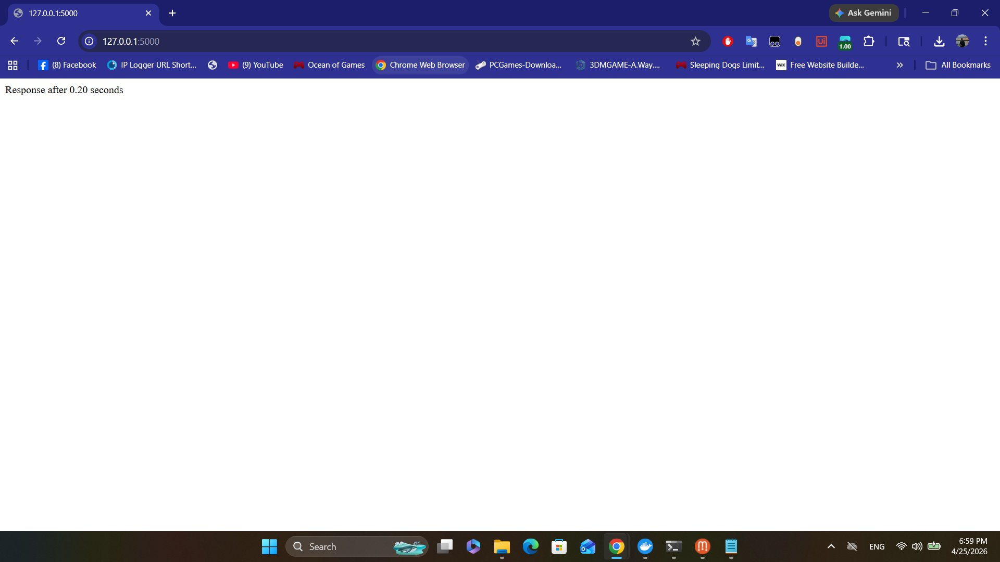 127.0.0.1:5000
Ask Gemini
127.0.0.1:5000
1.00
(8) Facebook
IP Logger URL Short...
(9) YouTube
Ocean of Games
Chrome Web Browser
PCGames-Downloa...
3DMGAME-A.Way....
Sleeping Dogs Limit...
WiX
Free Website Builde...
All Bookmarks
Response after 0.20 seconds
Search
ENG
6:59 PM
4/25/2026